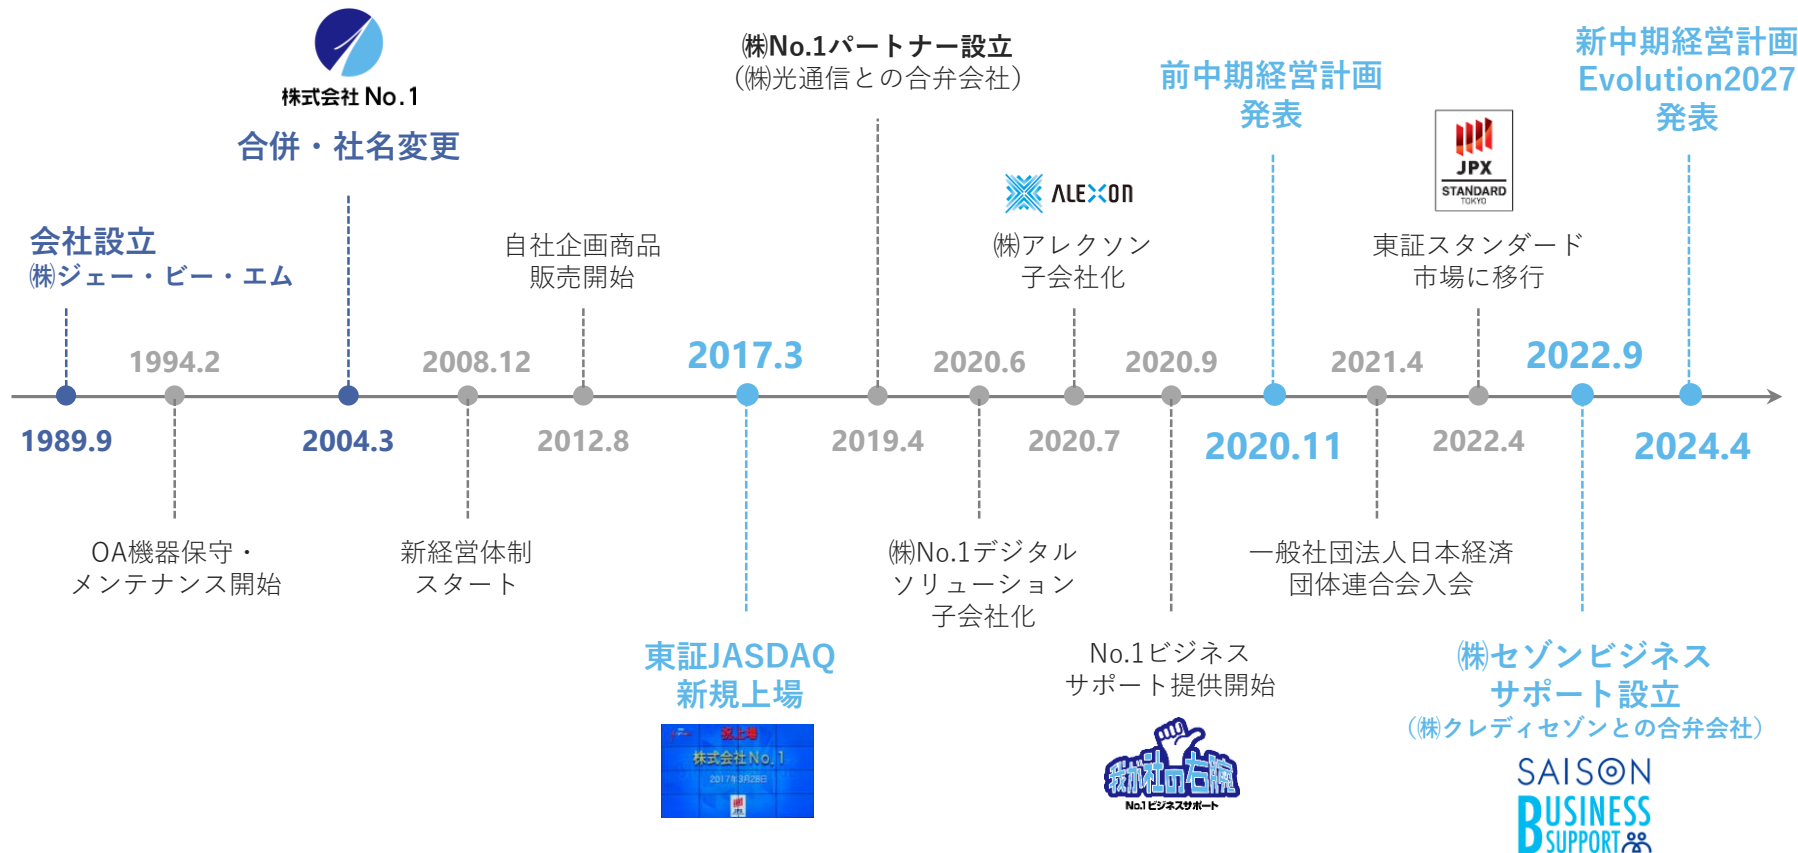 株式会社 No.1
合併・社名変更
会社設立
㈱ジェー・ビー・エム
1989.9
1994.2
OA機器保守・
メンテナンス開始
2004.3
2008.12
新経営体制
スタート
自社企画商品
販売開始
2012.8
2017.3
東証JASDAQ
新規上場
祝上場
株式会社No.1
2017年3月28日
㈱No.1パートナー設立
（㈱光通信との合弁会社）
2019.4
2020.6
㈱No.1デジタル
ソリューション
子会社化
ALEXON
㈱アレクソン
子会社化
2020.7
2020.9
No.1ビジネス
サポート提供開始
我が社の右腕
No.1 ビジネスサポート
前中期経営計画
発表
2020.11
2021.4
一般社団法人日本経済
団体連合会入会
JPX
STANDARD
TOKYO
東証スタンダード
市場に移行
2022.4
2022.9
㈱セゾンビジネス
サポート設立
（㈱クレディセゾンとの合弁会社）
SAISON
BUSINESS
SUPPORT
新中期経営計画
Evolution2027
発表
2024.4